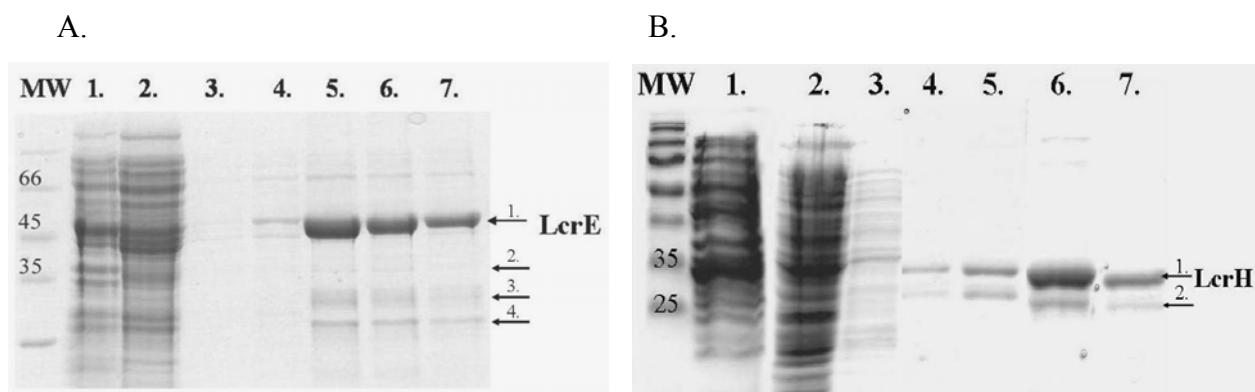 A.
MW 1. 2. 3. 4. 5. 6. 7.
66
45
35
1. LcrE
2.
3.
4.
B.
MW 1. 2. 3. 4. 5. 6. 7.
35
25
1. LcrH
2.